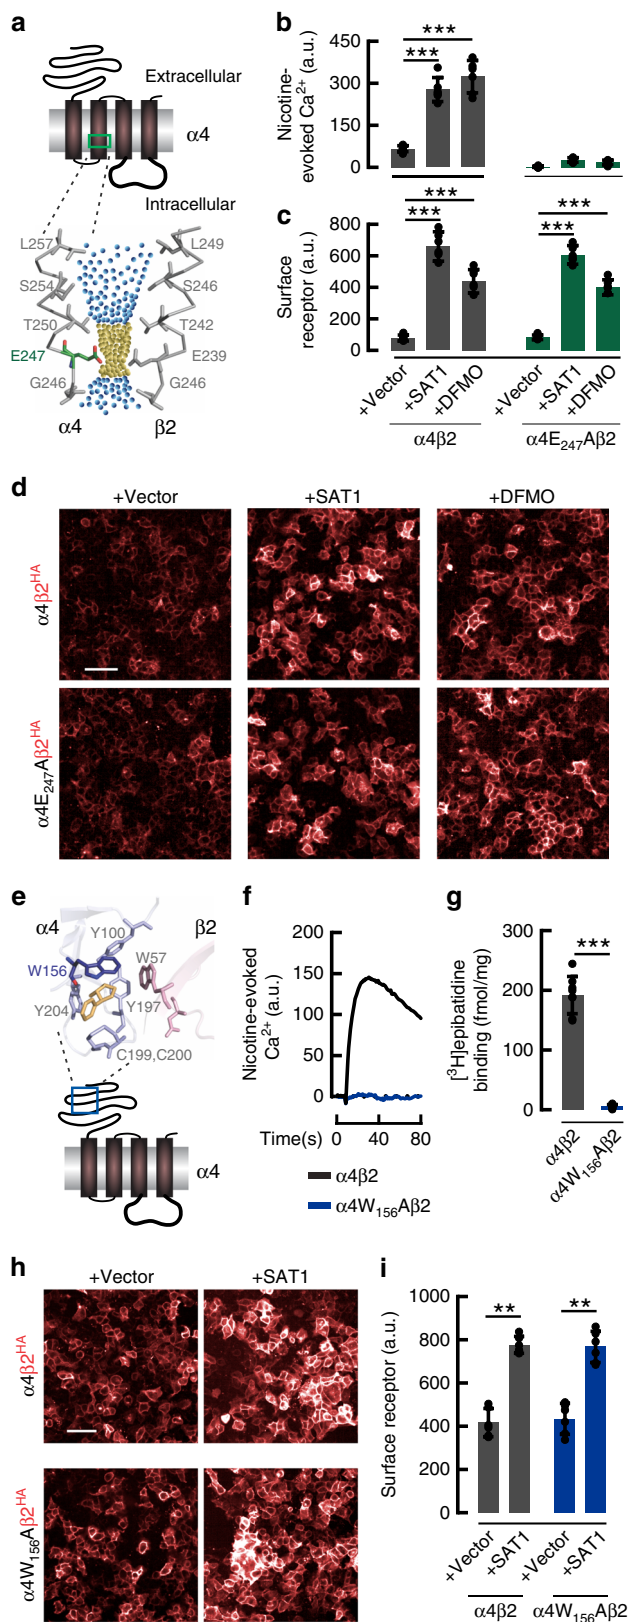 a
Extracellular
α4
Intracellular
L257
L249
S254
S246
T250
T242
E247
E239
G246
G246
α4
β2
b
Nicotine-
evoked Ca²⁺ (a.u.)
450
300
150
0
***
***
c
Surface
receptor (a.u.)
800
600
400
200
0
***
***
***
***
+Vector
+SAT1
+DFMO
+Vector
+SAT1
+DFMO
α4β2
α4E₂₄₇Aβ2
d
+Vector
+SAT1
+DFMO
α4β2ᴴᴬ
α4E₂₄₇Aβ2ᴴᴬ
e
α4
β2
Y100
W57
W156
Y204
Y197
C199,C200
α4
f
Nicotine-evoked
Ca²⁺ (a.u.)
200
150
100
50
0
Time(s)
0
40
80
α4β2
α4W₁₅₆Aβ2
g
[³H]epibatidine
binding (fmol/mg)
300
200
100
0
***
α4β2
α4W₁₅₆Aβ2
h
+Vector
+SAT1
α4β2ᴴᴬ
α4W₁₅₆Aβ2ᴴᴬ
i
Surface receptor (a.u.)
1000
800
600
400
200
0
**
**
+Vector
+SAT1
+Vector
+SAT1
α4β2
α4W₁₅₆Aβ2